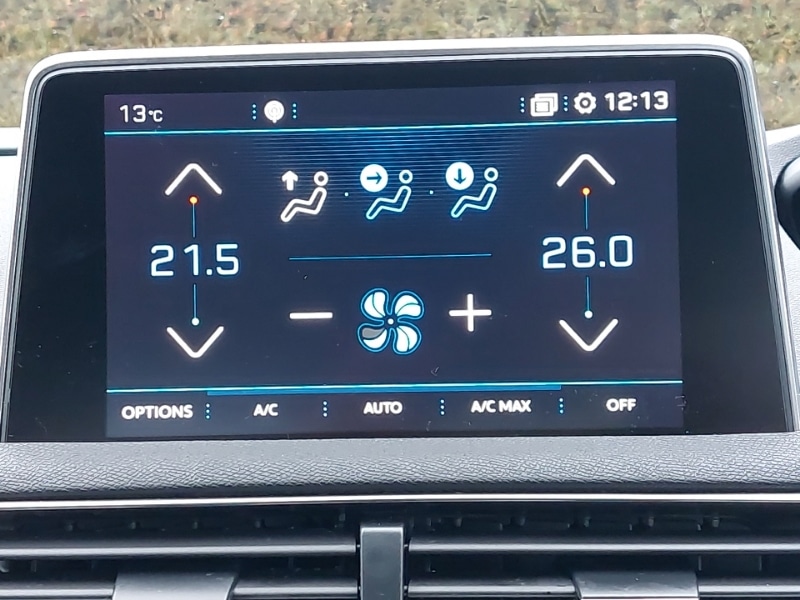 13°C 12:13
21.5 26.0
OPTIONS A/C AUTO A/C MAX OFF